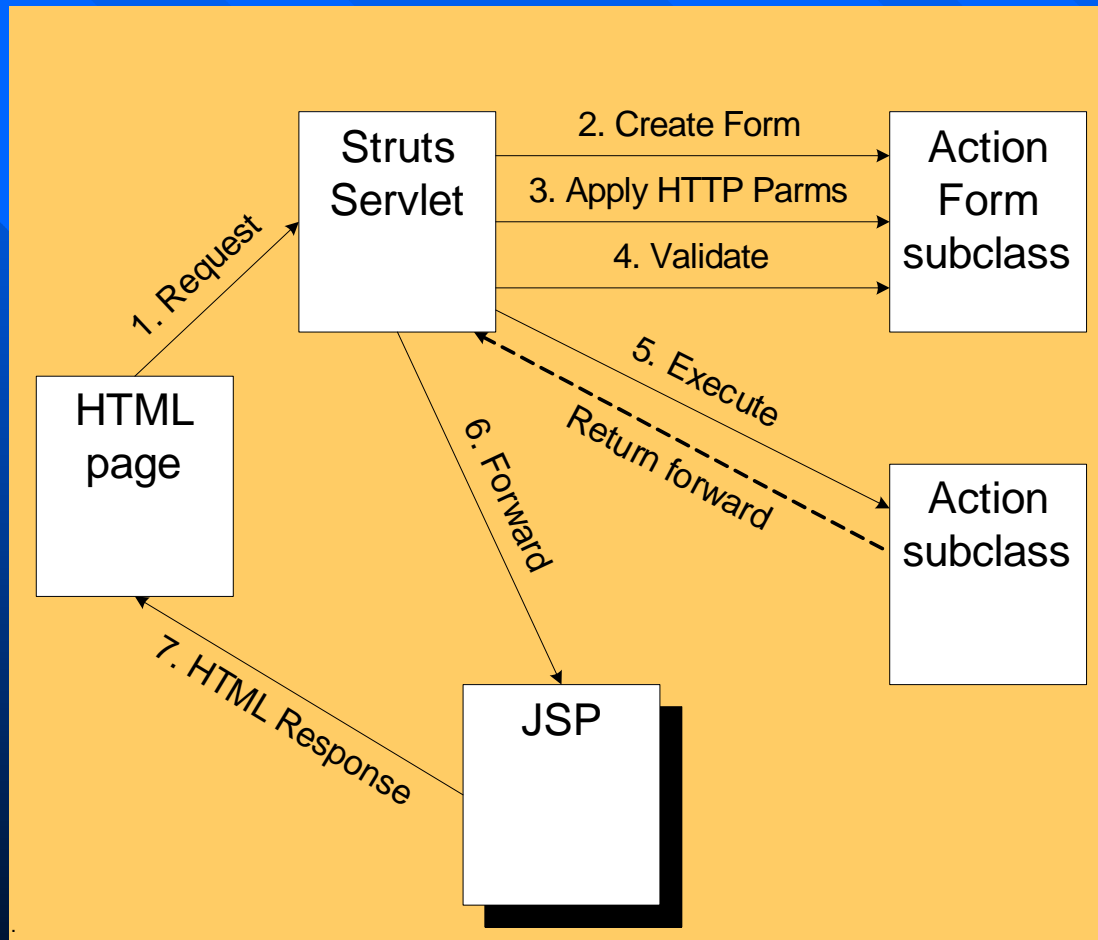 2. Create Form
Struts
Servlet
Action
Form
subclass
3. Apply HTTP Parms
4. Validate
1. Request
5. Execute
Return forward
HTML
page
6. Forward
Action
subclass
7. HTML Response
JSP
.